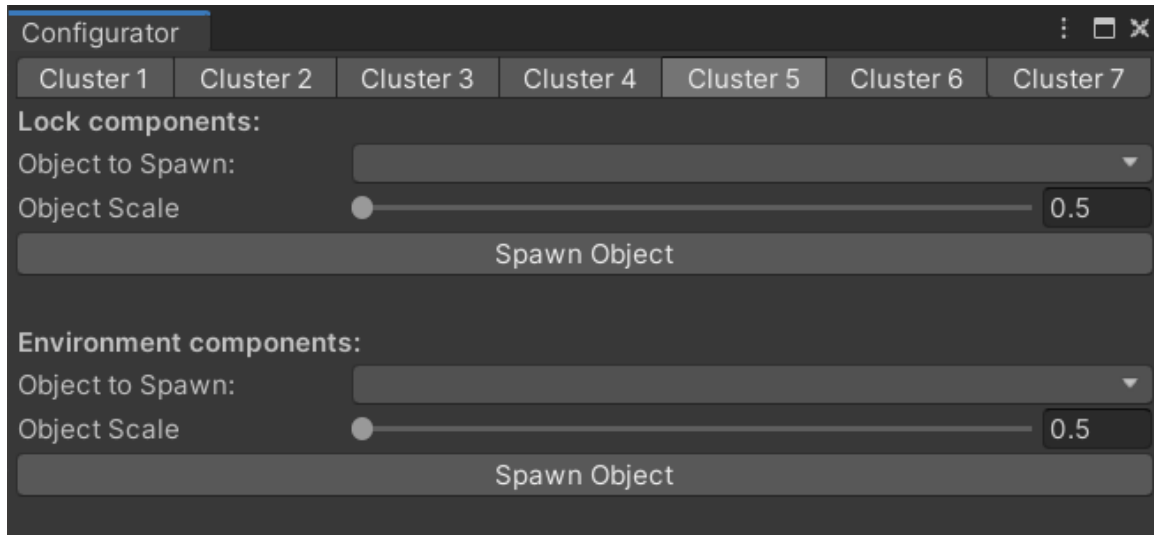 Configurator
Cluster 1 Cluster 2 Cluster 3 Cluster 4 Cluster 5 Cluster 6 Cluster 7
Lock components:
Object to Spawn:
Object Scale 0.5
Spawn Object
Environment components:
Object to Spawn:
Object Scale 0.5
Spawn Object